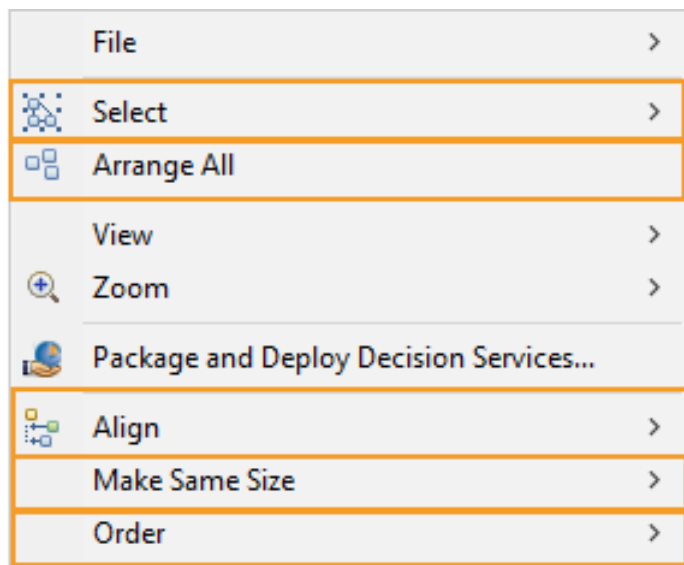 File
Select
Arrange All
View
Zoom
Package and Deploy Decision Services...
Align
Make Same Size
Order